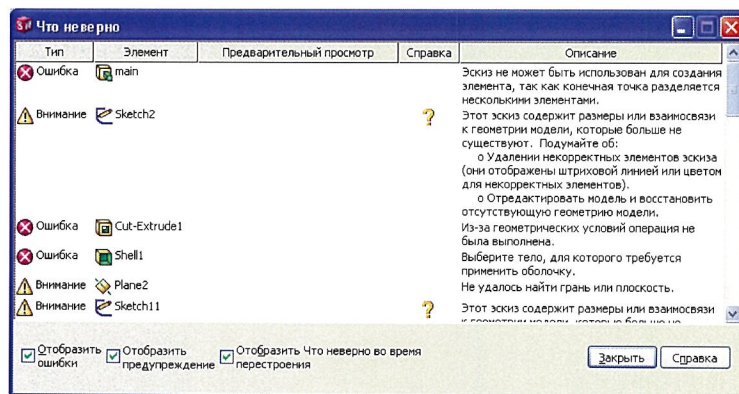 Что неверно
Тип Элемент Предварительный просмотр Справка Описание
Ошибка main Эскиз не может быть использован для создания
элемента, так как конечная точка разделяется
несколькими элементами.
Внимание Sketch2 ? Этот эскиз содержит размеры или взаимосвязи
к геометрии модели, которые больше не
существуют. Подумайте об:
o Удалении некорректных элементов эскиза
(они отображены штриховой линией или цветом
для некорректных элементов).
o Отредактировать модель и восстановить
отсутствующую геометрию модели.
Ошибка Cut-Extrude1 Из-за геометрических условий операция не
была выполнена.
Ошибка Shell1 Выберите тело, для которого требуется
применить оболочку.
Внимание Plane2 Не удалось найти грань или плоскость.
Внимание Sketch11 ? Этот эскиз содержит размеры или взаимосвязи
к геометрии модели, которые больше не
Отобразить ошибки
Отобразить предупреждение
Отобразить Что неверно во время перестроения
Закрыть Справка